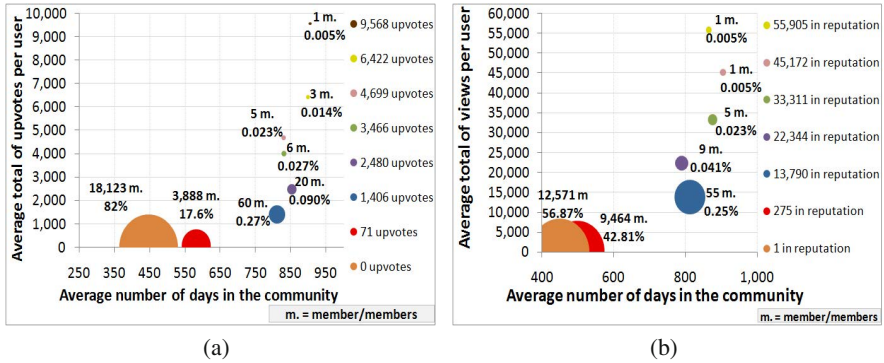 10,000
9,000
8,000
7,000
6,000
5,000
4,000
3,000
2,000
1,000
0
Average total of upvotes per user
250 350 450 550 650 750 850 950
Average number of days in the community
18,123 m.
82%
3,888 m.
17.6%
60 m.
0.27%
20 m.
0.090%
6 m.
0.027%
5 m.
0.023%
3 m.
0.014%
1 m.
0.005%
9,568 upvotes
6,422 upvotes
4,699 upvotes
3,466 upvotes
2,480 upvotes
1,406 upvotes
71 upvotes
0 upvotes
m. = member/members
(a)
60,000
55,000
50,000
45,000
40,000
35,000
30,000
25,000
20,000
15,000
10,000
5,000
0
Average total of views per user
400 600 800 1,000
Average number of days in the community
12,571 m
56.87%
9,464 m.
42.81%
55 m.
0.25%
9 m.
0.041%
5 m.
0.023%
1 m.
0.005%
1 m.
0.005%
55,905 in reputation
45,172 in reputation
33,311 in reputation
22,344 in reputation
13,790 in reputation
275 in reputation
1 in reputation
m. = member/members
(b)